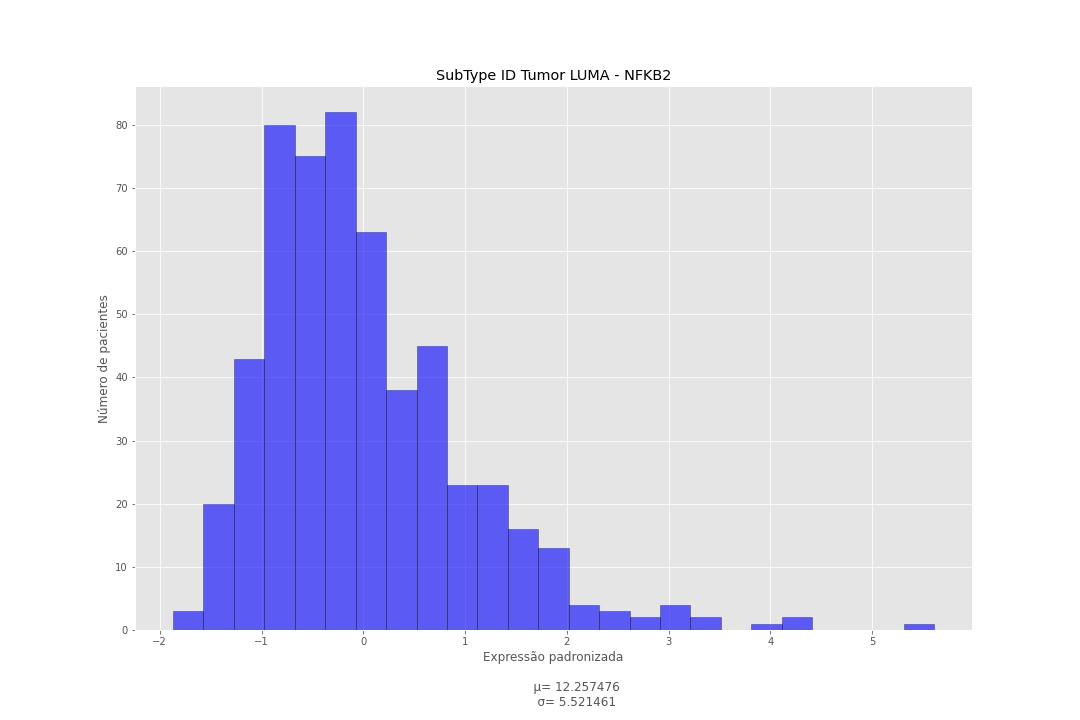 SubType ID Tumor LUMA - NFKB2
80
70
60
50
40
30
20
10
0
Número de pacientes
−2 −1 0 1 2 3 4 5
Expressão padronizada
μ= 12.257476
σ= 5.521461